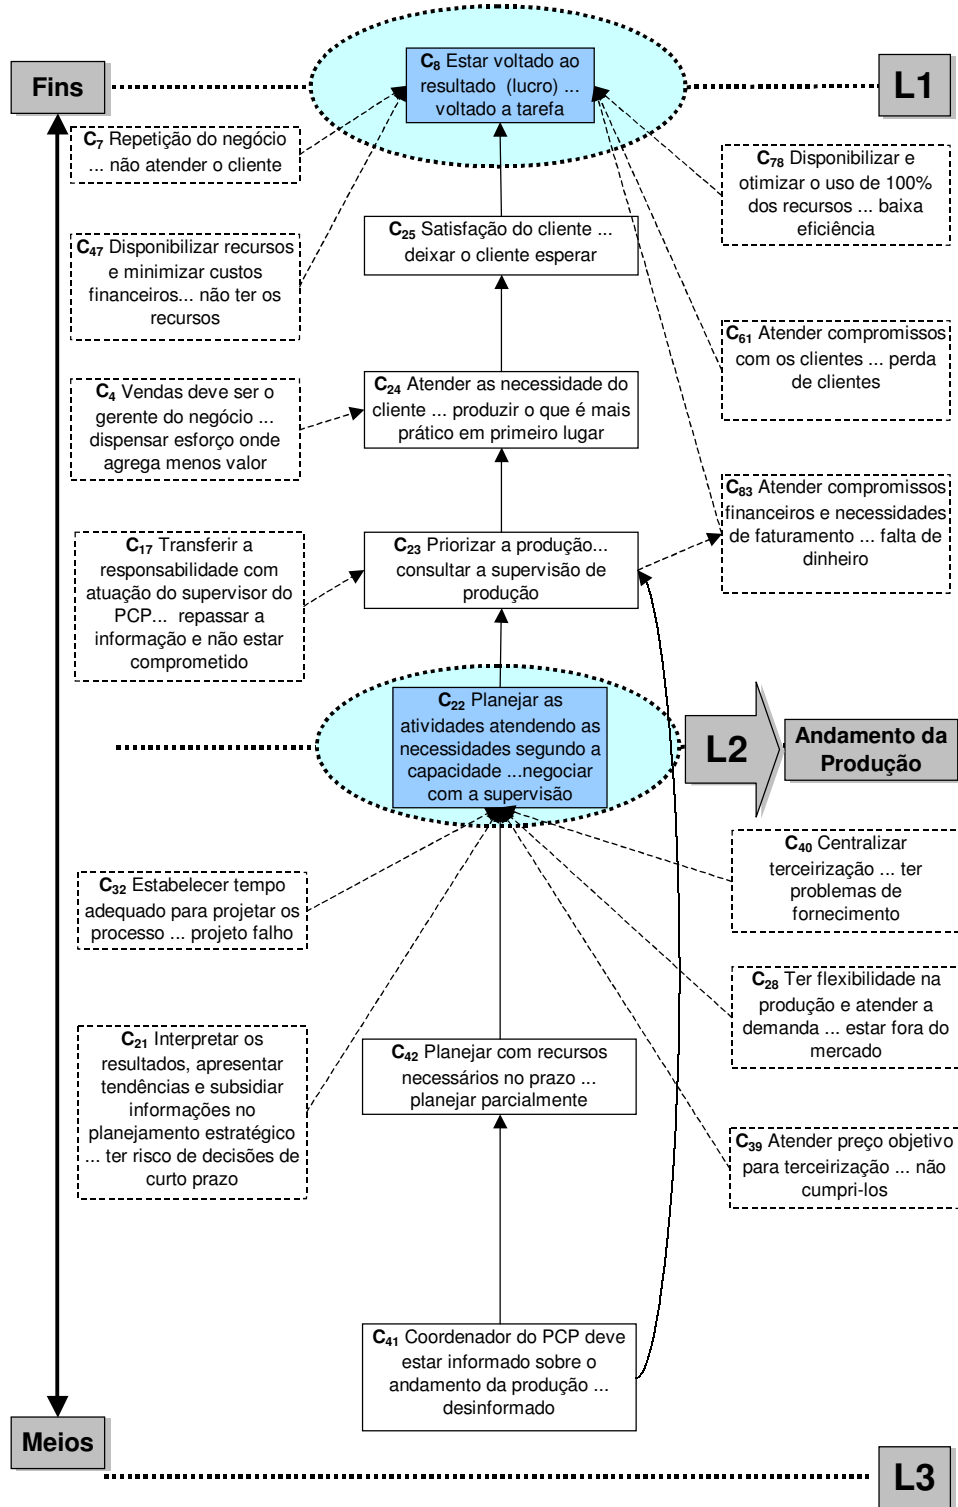 C8 Estar voltado ao
resultado (lucro) ...
voltado a tarefa
Fins
L1
C7 Repetição do negócio
... não atender o cliente
C78 Disponibilizar e
otimizar o uso de 100%
dos recursos ... baixa
eficiência
C25 Satisfação do cliente ...
deixar o cliente esperar
C47 Disponibilizar recursos
e minimizar custos
financeiros... não ter os
recursos
C61 Atender compromissos
com os clientes ... perda
de clientes
C4 Vendas deve ser o
gerente do negócio ...
dispensar esforço onde
agrega menos valor
C24 Atender as necessidade do
cliente ... produzir o que é mais
prático em primeiro lugar
C83 Atender compromissos
financeiros e necessidades
de faturamento ... falta de
dinheiro
C17 Transferir a
responsabilidade com
atuação do supervisor do
PCP... repassar a
informação e não estar
comprometido
C23 Priorizar a produção...
consultar a supervisão de
produção
C22 Planejar as
atividades atendendo as
necessidades segundo a
capacidade ...negociar
com a supervisão
L2
Andamento da
Produção
C40 Centralizar
terceirização ... ter
problemas de
fornecimento
C32 Estabelecer tempo
adequado para projetar os
processo ... projeto falho
C28 Ter flexibilidade na
produção e atender a
demanda ... estar fora do
mercado
C21 Interpretar os
resultados, apresentar
tendências e subsidiar
informações no
planejamento estratégico
... ter risco de decisões de
curto prazo
C42 Planejar com recursos
necessários no prazo ...
planejar parcialmente
C39 Atender preço objetivo
para terceirização ... não
cumpri-los
C41 Coordenador do PCP deve
estar informado sobre o
andamento da produção ...
desinformado
Meios
L3